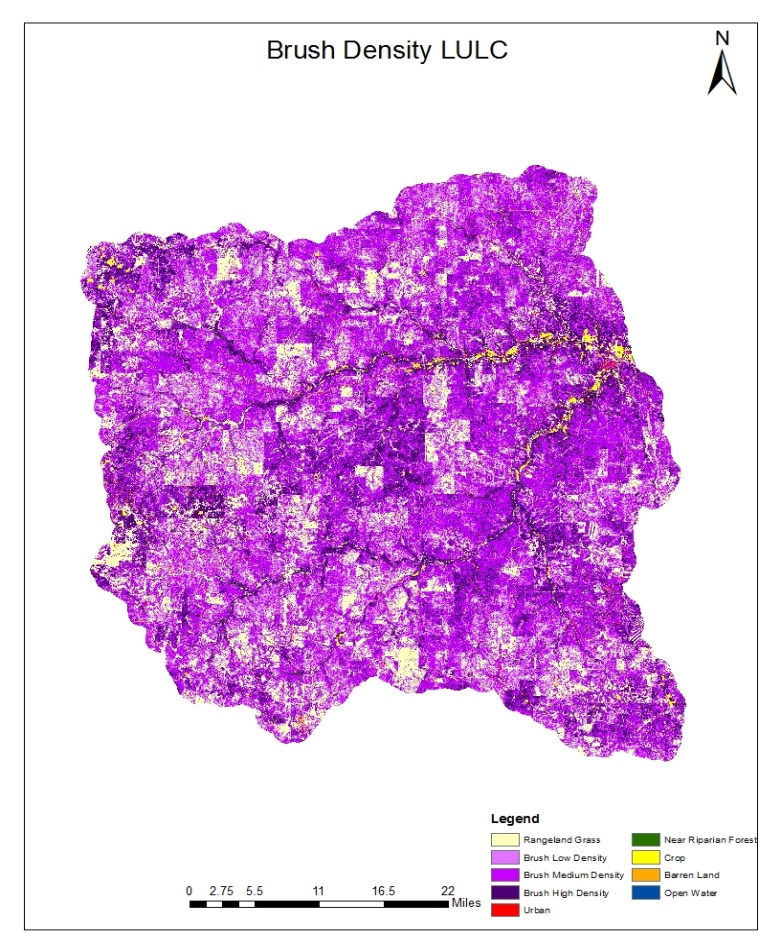 Brush Density LULC
N
0 2.75 5.5 11 16.5 22
Miles
Legend
Rangeland Grass
Brush Low Density
Brush Medium Density
Brush High Density
Urban
Near Riparian Forest
Crop
Barren Land
Open Water